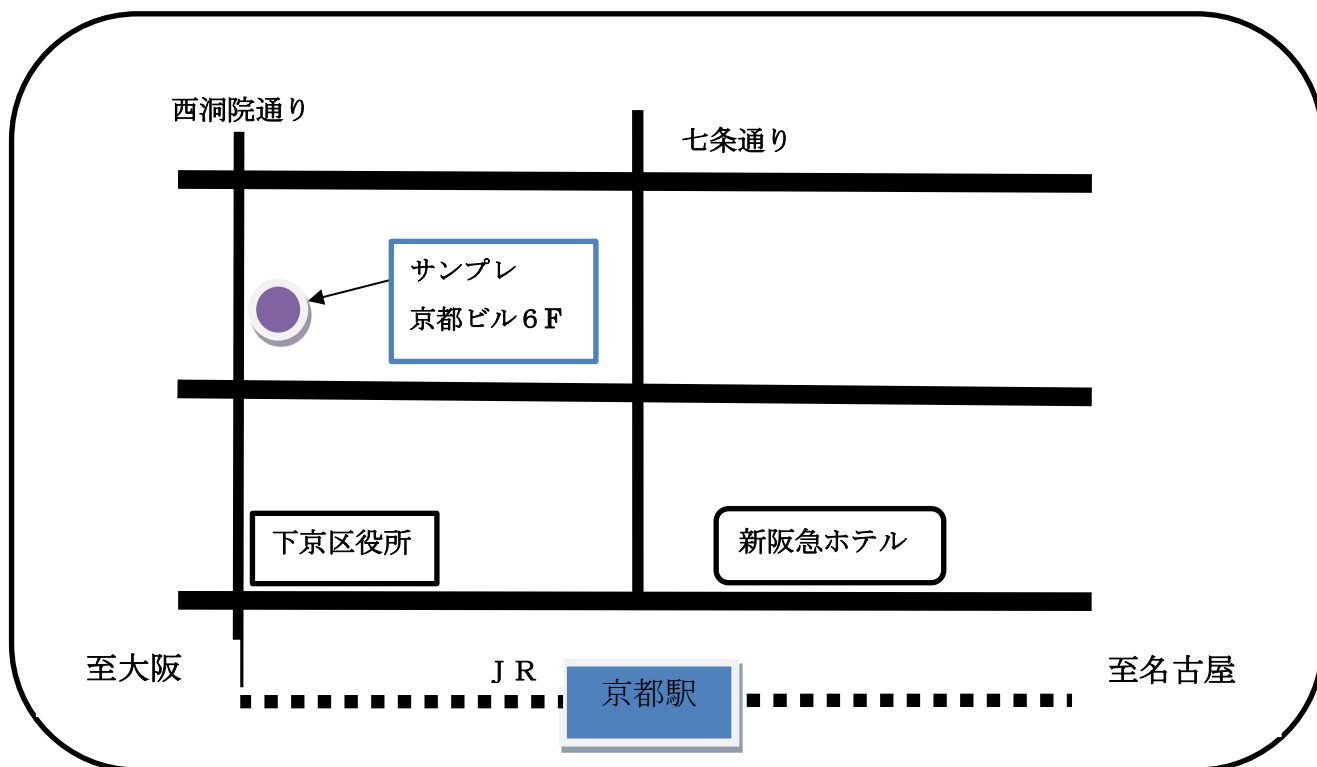 西洞院通り
七条通り
サンプレ
京都ビル６F
下京区役所
新阪急ホテル
至大阪
ＪＲ
京都駅
至名古屋